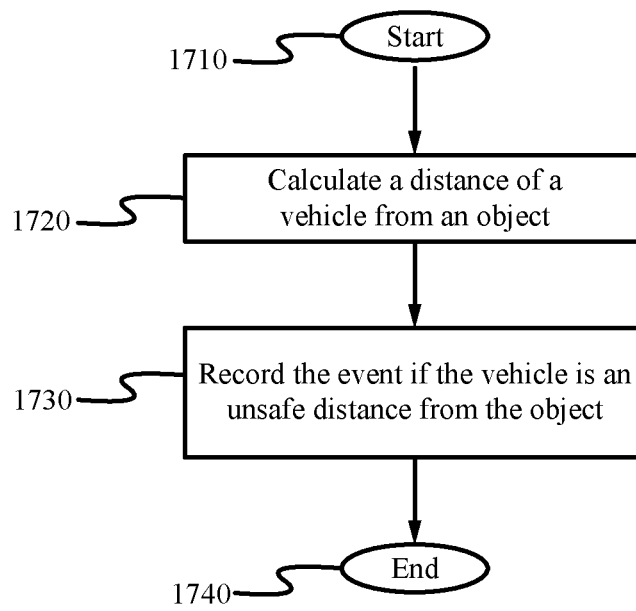 Start
1710
Calculate a distance of a
vehicle from an object
1720
Record the event if the vehicle is an
unsafe distance from the object
1730
End
1740